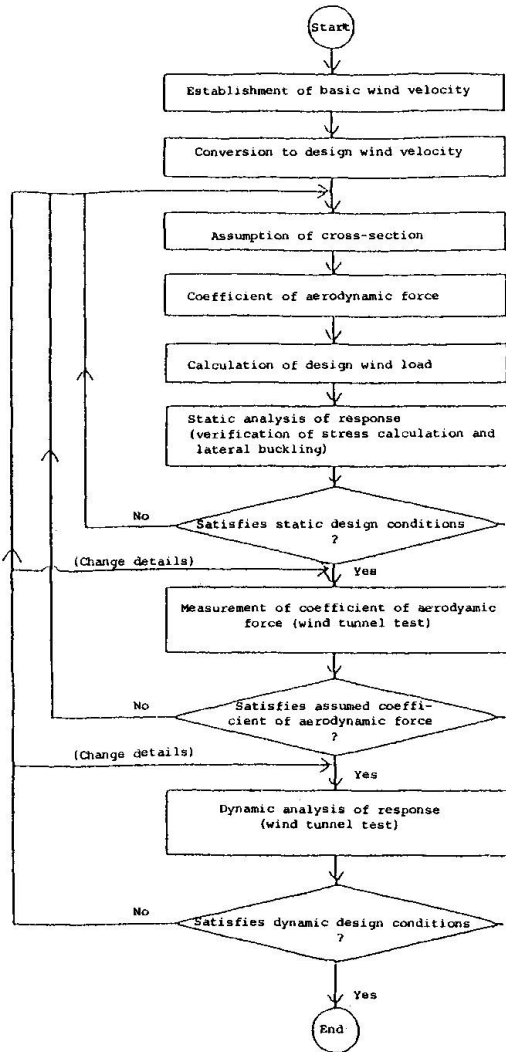 Start
Establishment of basic wind velocity
Conversion to design wind velocity
Assumption of cross-section
Coefficient of aerodynamic force
Calculation of design wind load
Static analysis of response
(verification of stress calculation and
lateral buckling)
No
Satisfies static design conditions
?
(Change details)
Yes
Measurement of coefficient of aerodyamic
force (wind tunnel test)
No
Satisfies assumed coeffi-
cient of aerodynamic force
?
(Change details)
Yes
Dynamic analysis of response
(wind tunnel test)
No
Satisfies dynamic design conditions
?
Yes
End